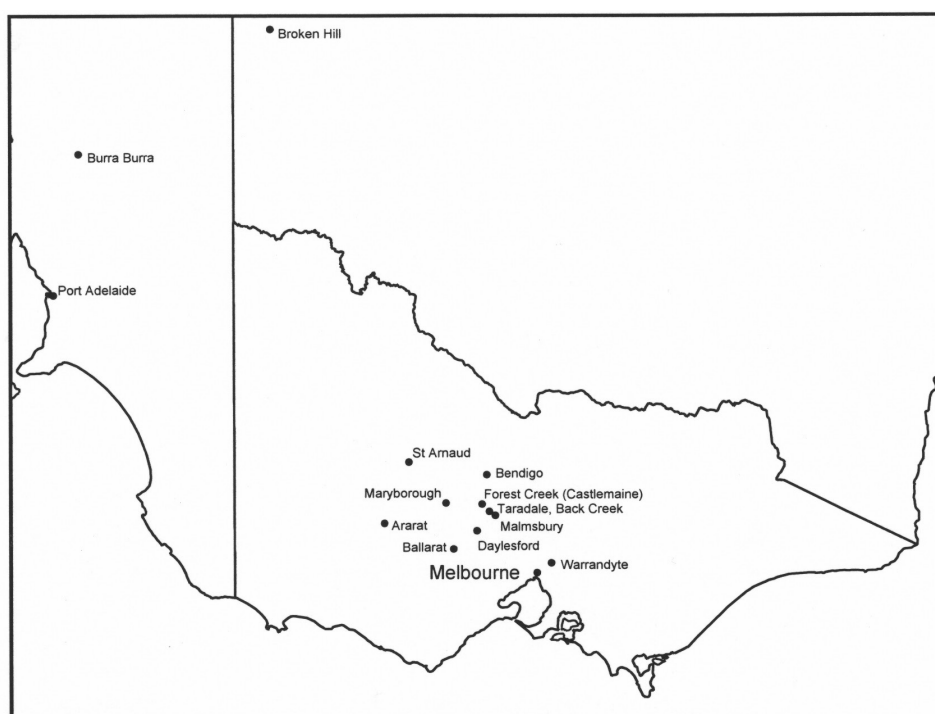 Broken Hill
Burra Burra
Port Adelaide
St Arnaud
Bendigo
Maryborough
Forest Creek (Castlemaine)
Taradale, Back Creek
Malmsbury
Ararat
Ballarat
Daylesford
Warrandyte
Melbourne